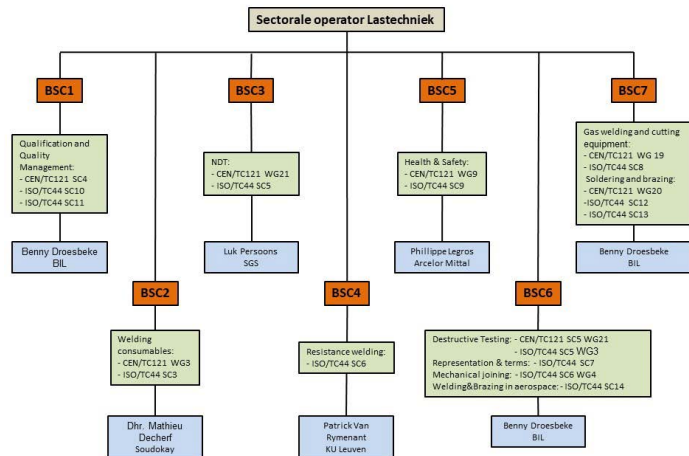 Sectorale operator Lastechniek
BSC1
Qualification and
Quality
Management:
- CEN/TC121 SC4
- ISO/TC44 SC10
- ISO/TC44 SC11
Benny Droesbeke
BIL
BSC2
Welding
consumables:
- CEN/TC121 WG3
- ISO/TC44 SC3
Dhr. Mathieu
Decherf
Soudokay
BSC3
NDT:
- CEN/TC121 WG21
- ISO/TC44 SC5
Luk Persoons
SGS
BSC4
Resistance welding:
- ISO/TC44 SC6
Patrick Van
Rymenant
KU Leuven
BSC5
Health & Safety:
- CEN/TC121 WG9
- ISO/TC44 SC9
Phillippe Legros
Arcelor Mittal
BSC6
Destructive Testing: - CEN/TC121 SC5 WG21
- ISO/TC44 SC5 WG3
Representation & terms: - ISO/TC44 SC7
Mechanical joining: - ISO/TC44 SC6 WG4
Welding&Brazing in aerospace: - ISO/TC44 SC14
Benny Droesbeke
BIL
BSC7
Gas welding and cutting
equipment:
- CEN/TC121 WG 19
- ISO/TC44 SC8
Soldering and brazing:
- CEN/TC121 WG20
-ISO/TC44 SC12
- ISO/TC44 SC13
Benny Droesbeke
BIL